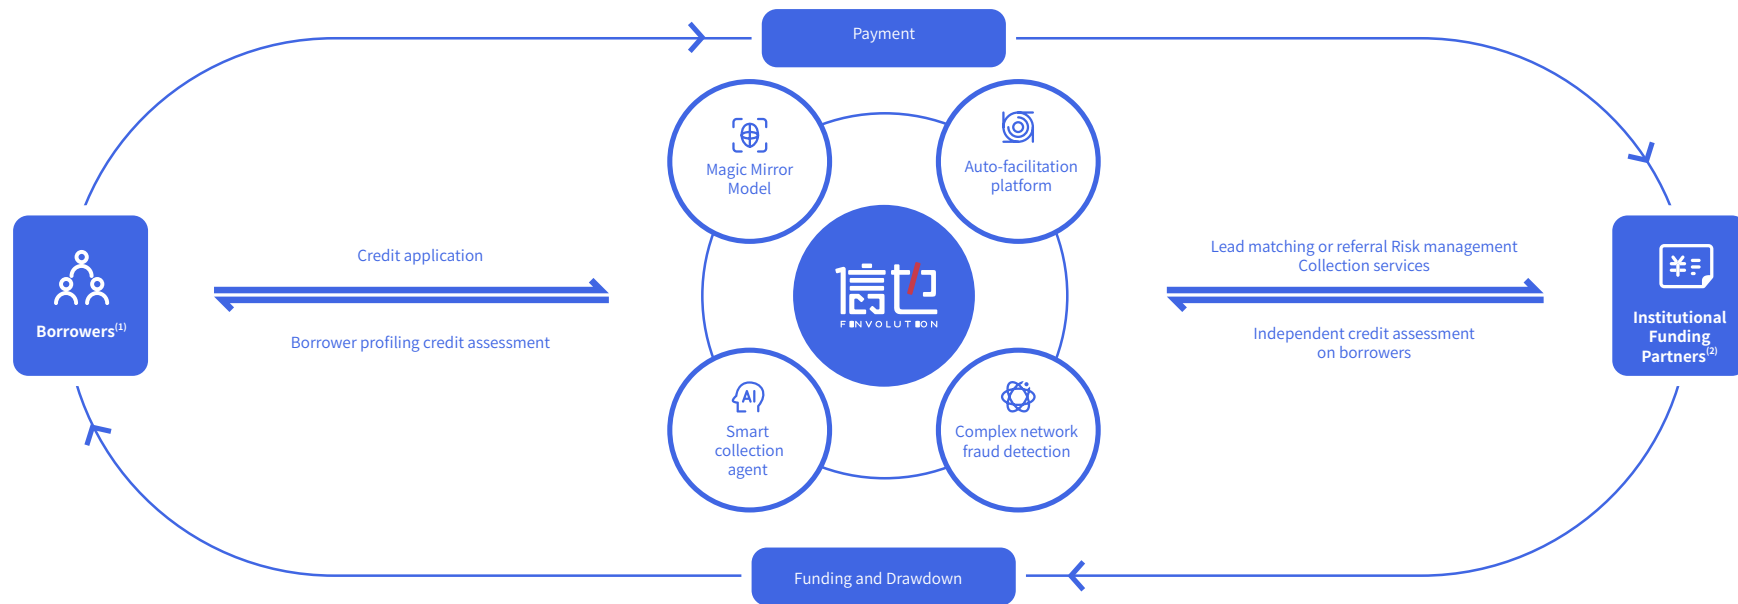 Payment
Magic Mirror
Model
Auto-facilitation
platform
Borrowers(1)
Credit application
Borrower profiling credit assessment
信也
FINVOLUTION
Lead matching or referral Risk management
Collection services
Independent credit assessment
on borrowers
Institutional
Funding
Partners(2)
AI
Smart
collection
agent
Complex network
fraud detection
Funding and Drawdown